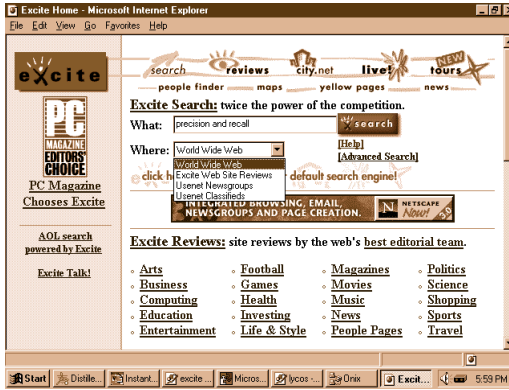 Excite Home - Microsoft Internet Explorer
File Edit View Go Favorites Help
excite
search reviews city.net live! tours NEW
people finder maps yellow pages news
Excite Search: twice the power of the competition.
What: precision and recall search
Where: World Wide Web [Help]
[Advanced Search]
World Wide Web
Excite Web Site Reviews
Usenet Newsgroups
Usenet Classifieds
click h default search engine!
PC
MAGAZINE
EDITORS'
CHOICE
PC Magazine
Chooses Excite
INTEGRATED BROWSING, EMAIL,
NEWSGROUPS AND PAGE CREATION.
N NETSCAPE
Now! 3.0
AOL search
powered by Excite
Excite Talk!
Excite Reviews: site reviews by the web's best editorial team.
Arts Football Magazines Politics
Business Games Movies Science
Computing Health Music Shopping
Education Investing News Sports
Entertainment Life & Style People Pages Travel
Start Distille... Instant... excite ... Micros... lycos -... Onix Excit... 5:59 PM